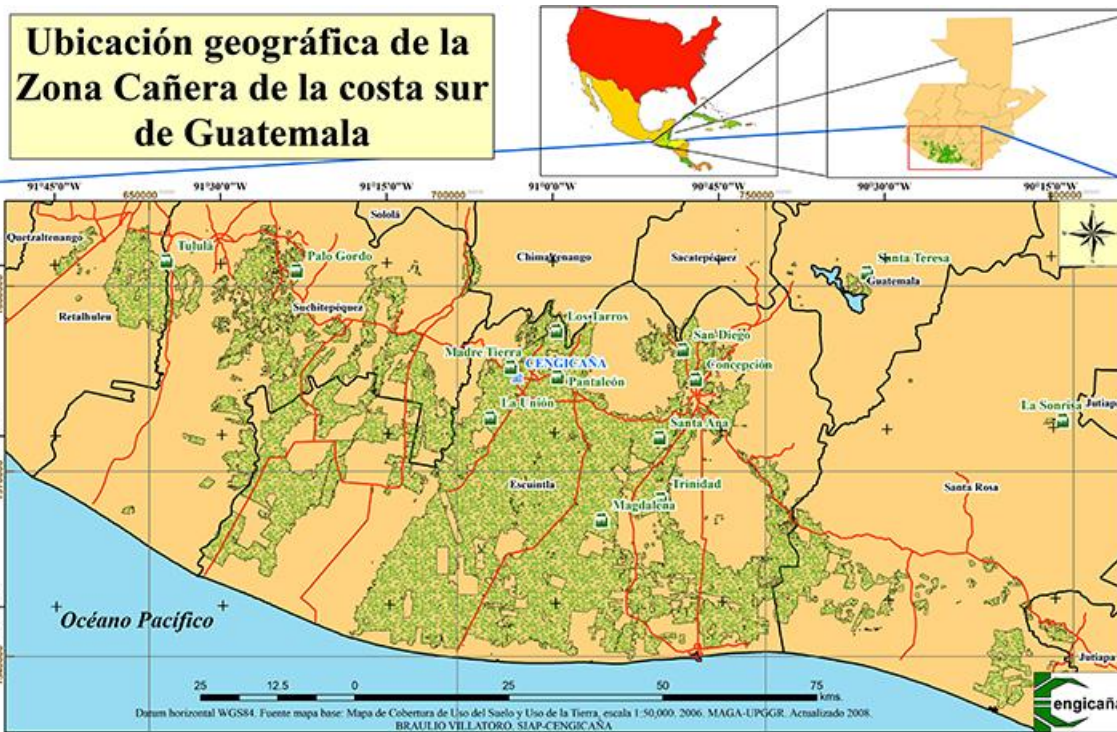 Ubicación geográfica de la
Zona Cañera de la costa sur
de Guatemala
91°45'0"W
91°30'0"W
91°15'0"W
91°0'0"W
90°45'0"W
90°30'0"W
90°15'0"W
650000
700000
750000
800000
Quetzaltenango
Tululá
Palo Gordo
Sololá
Chimaltenango
Sacatepéquez
Santa Teresa
Guatemala
Retalhuleu
Suchitepéquez
Los Tarros
San Diego
Madre Tierra
CENGICAÑA
Pantaleón
Concepción
La Unión
Santa Ana
La Sonrisa
Jutiapa
Escuintla
Trinidad
Magdalena
Santa Rosa
Océano Pacífico
Jutiapa
25 12.5 0 25 50 75
kms.
Datum horizontal WGS84. Fuente mapa base: Mapa de Cobertura de Uso del Suelo y Uso de la Tierra, escala 1:50,000. 2006. MAGA-UPGGR. Actualizado 2008.
BRAULIO VILLATORO. SIAP-CENGICAÑA
engicaña